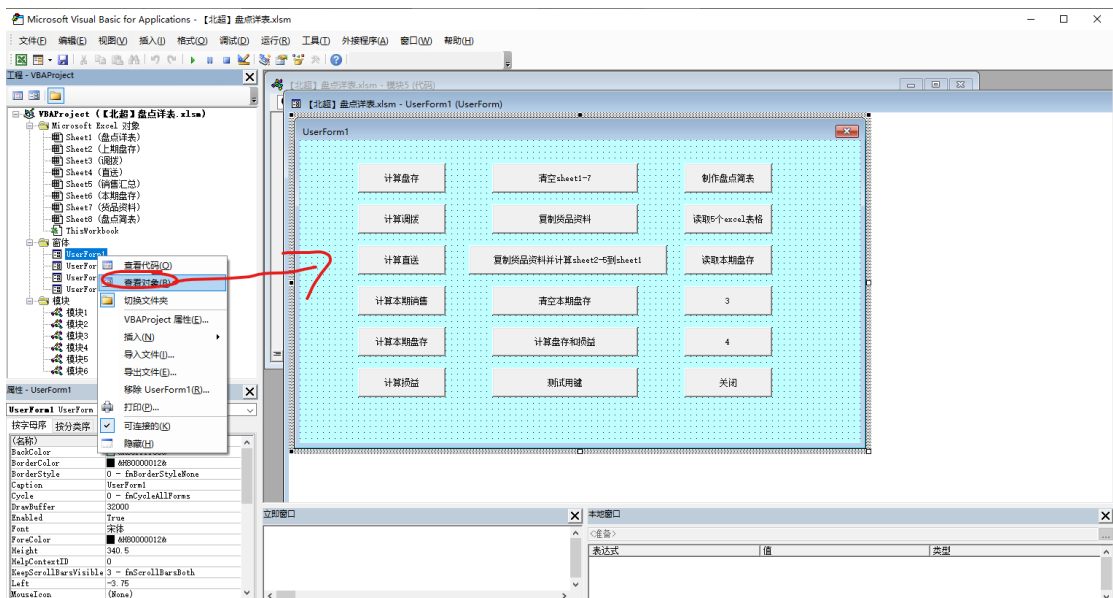 Microsoft Visual Basic for Applications - 【北超】盘点详表.xlsm
文件(F) 编辑(E) 视图(V) 插入(I) 格式(O) 调试(D) 运行(R) 工具(T) 外接程序(A) 窗口(W) 帮助(H)
工程 - VBAProject
VBAProject (【北超】盘点详表.xlsm)
Microsoft Excel 对象
Sheet1 (盘点详表)
Sheet2 (上期盘存)
Sheet3 (调拨)
Sheet4 (直送)
Sheet5 (销售汇总)
Sheet6 (本期盘存)
Sheet7 (货品资料)
Sheet8 (盘点简表)
ThisWorkbook
窗体
UserForm1
UserFor
UserFor
UserFor
模块
模块1
模块2
模块3
模块4
模块5
模块6
查看代码(O)
查看对象(B)
切换文件夹
VBAProject 属性(E)...
插入(N)
导入文件(I)...
导出文件(E)...
移除 UserForm1(R)...
打印(P)...
可连接的(K)
隐藏(H)
属性 - UserForm1
UserForm1 UserForm
按字母序 按分类序
(名称)
BackColor
BorderColor &H80000012&
BorderStyle 0 - fmBorderStyleNone
Caption UserForm1
Cycle 0 - fmCycleAllForms
DrawBuffer 32000
Enabled True
Font 宋体
ForeColor &H80000012&
Height 340.5
HelpContextID 0
KeepScrollBarsVisible 3 - fmScrollBarsBoth
Left -3.75
MouseIcon (None)
【北超】盘点详表.xlsm - 模块5 (代码)
【北超】盘点详表.xlsm - UserForm1 (UserForm)
UserForm1
计算盘存 清空sheet1-7 制作盘点简表
计算调拨 复制货品资料 读取5个excel表格
计算直送 复制货品资料并计算sheet2-5到sheet1 读取本期盘存
计算本期销售 清空本期盘存 3
计算本期盘存 计算盘存和损益 4
计算损益 测试用键 关闭
立即窗口
本地窗口
<准备>
表达式 值 类型